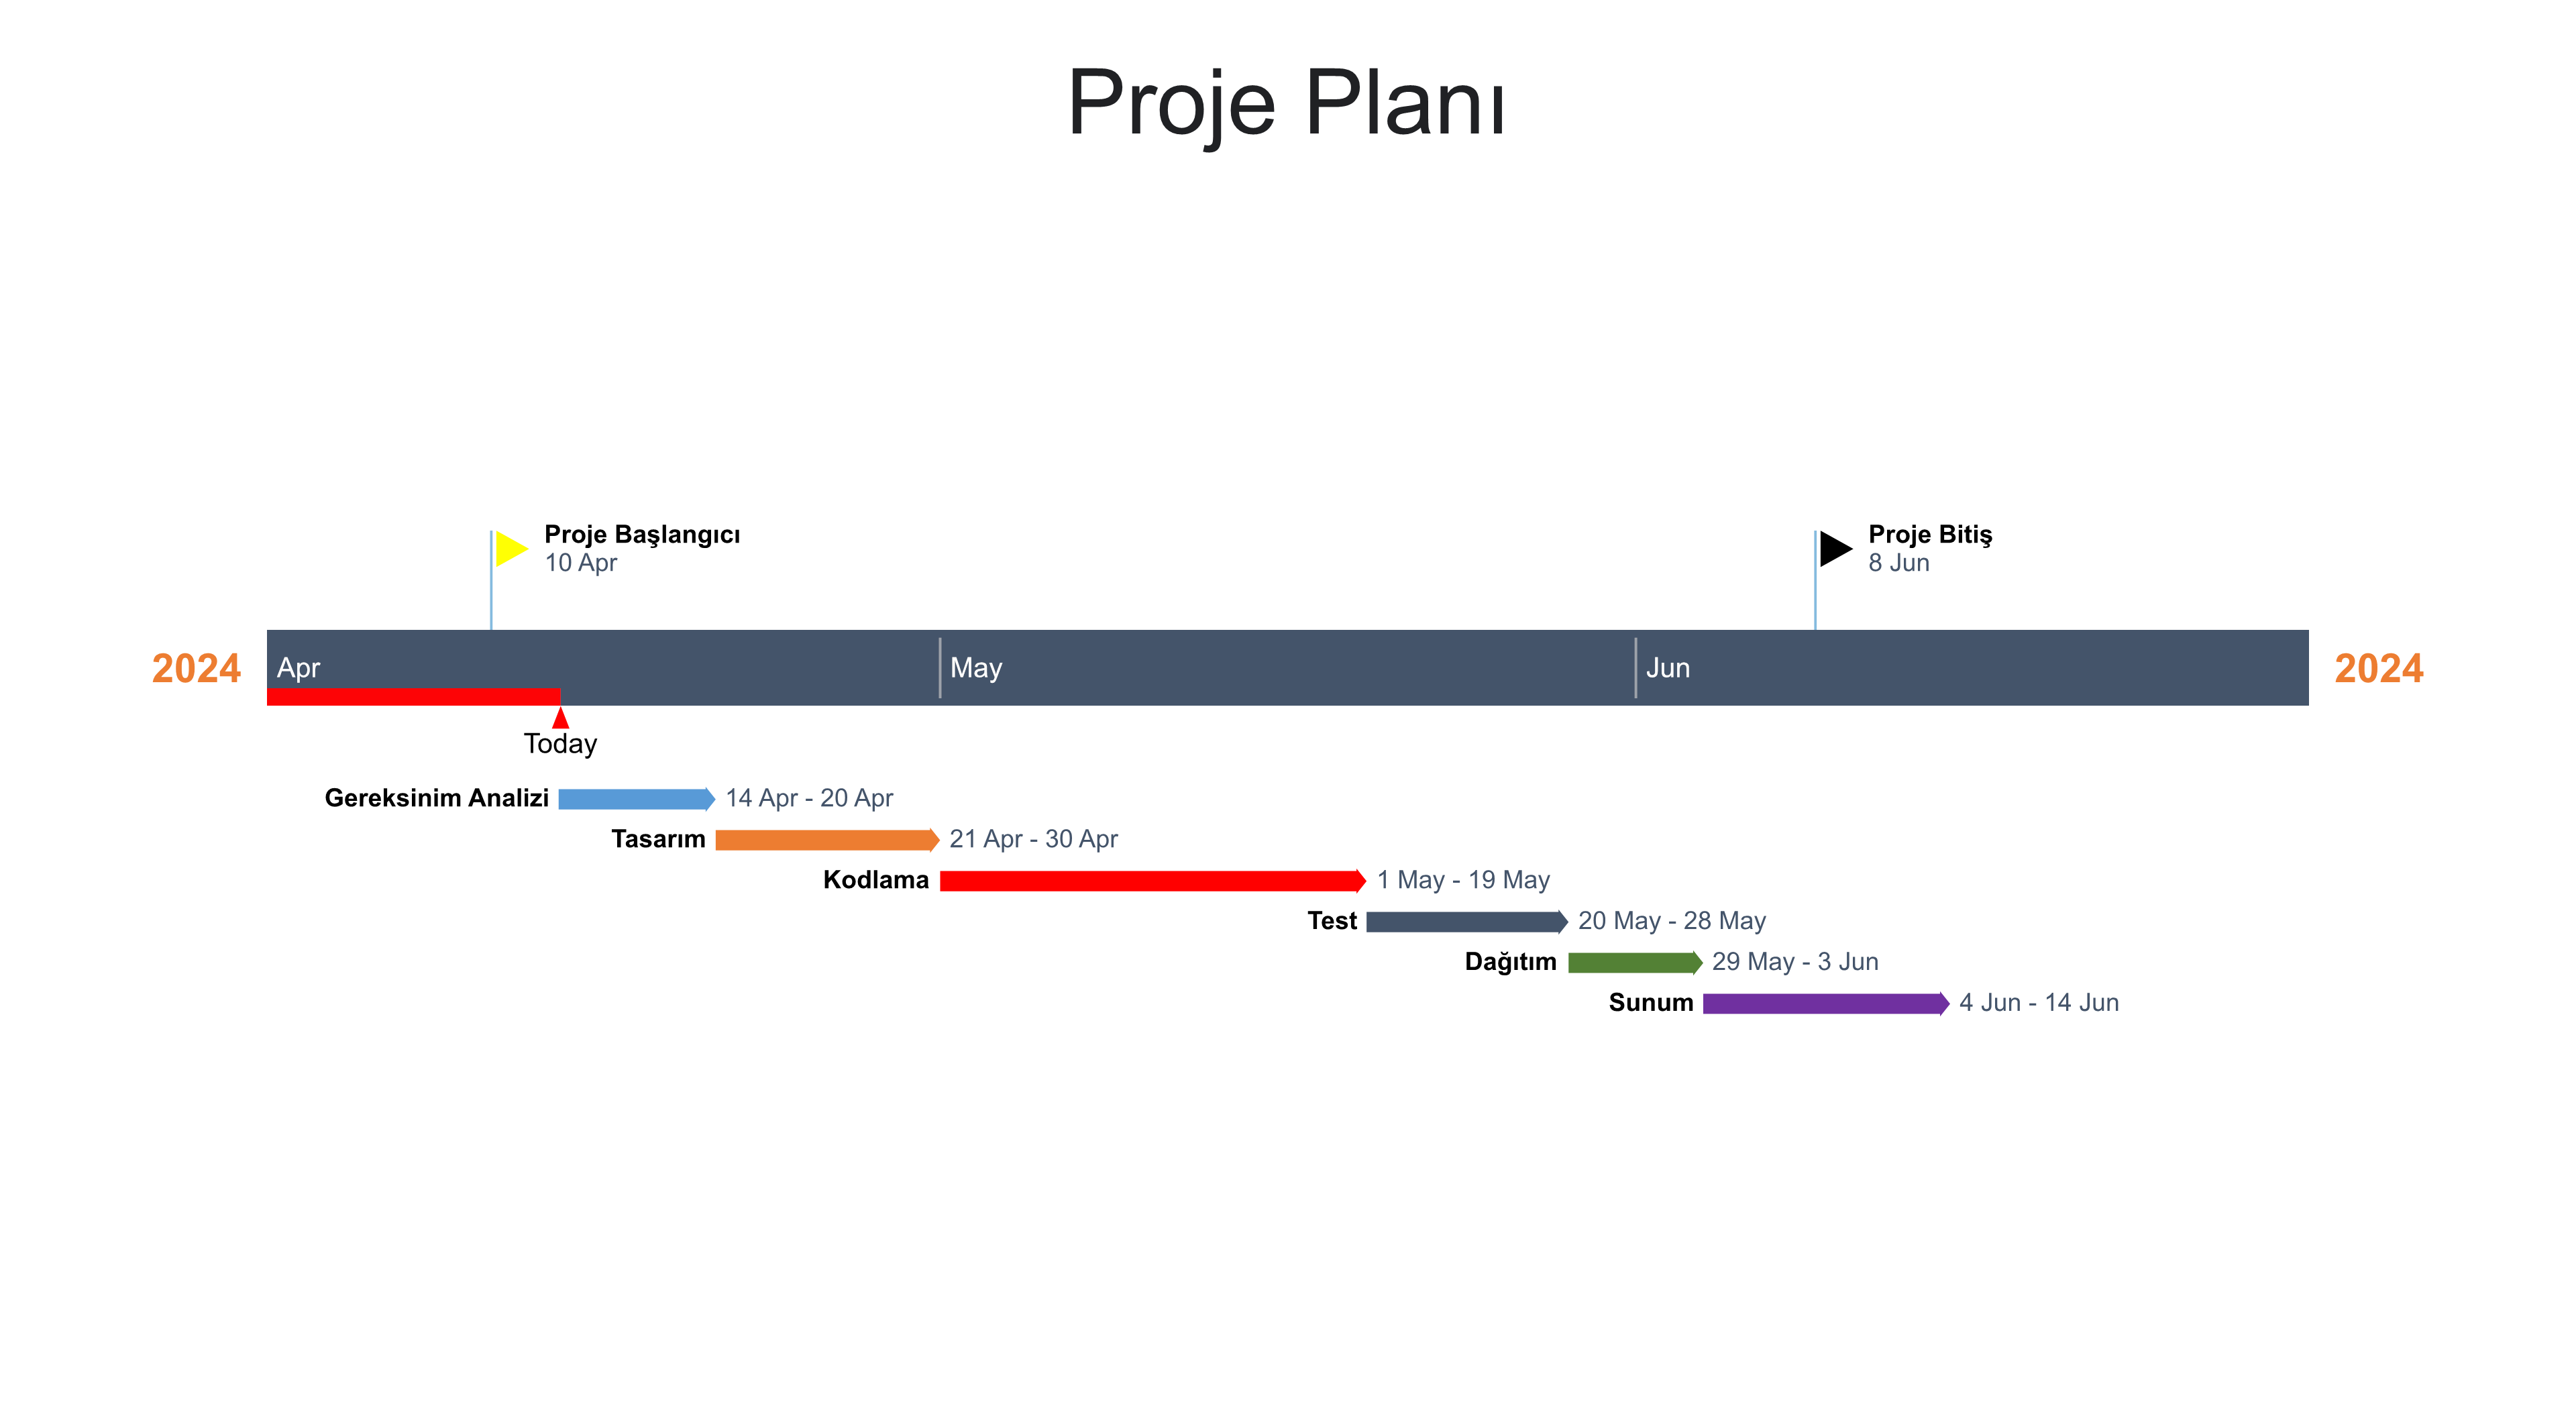 Proje Planı
Proje Başlangıcı
10 Apr
Proje Bitiş
8 Jun
2024
Apr
May
Jun
2024
Today
Gereksinim Analizi 14 Apr - 20 Apr
Tasarım 21 Apr - 30 Apr
Kodlama 1 May - 19 May
Test 20 May - 28 May
Dağıtım 29 May - 3 Jun
Sunum 4 Jun - 14 Jun